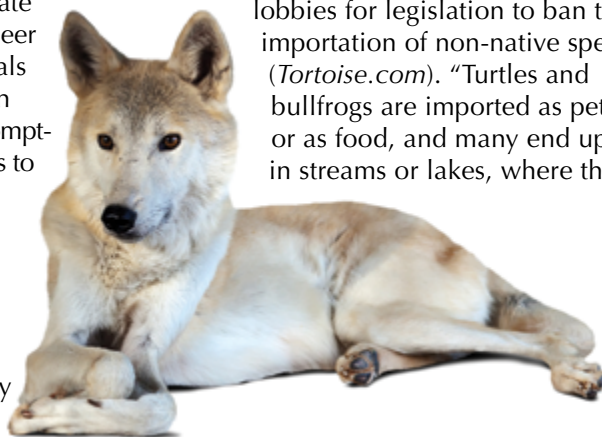 ate
eer
als
n
mpt-
s to
y
lobbies for legislation to ban t
importation of non-native spe
(Tortoise.com). “Turtles and
bullfrogs are imported as pet
or as food, and many end up
in streams or lakes, where th